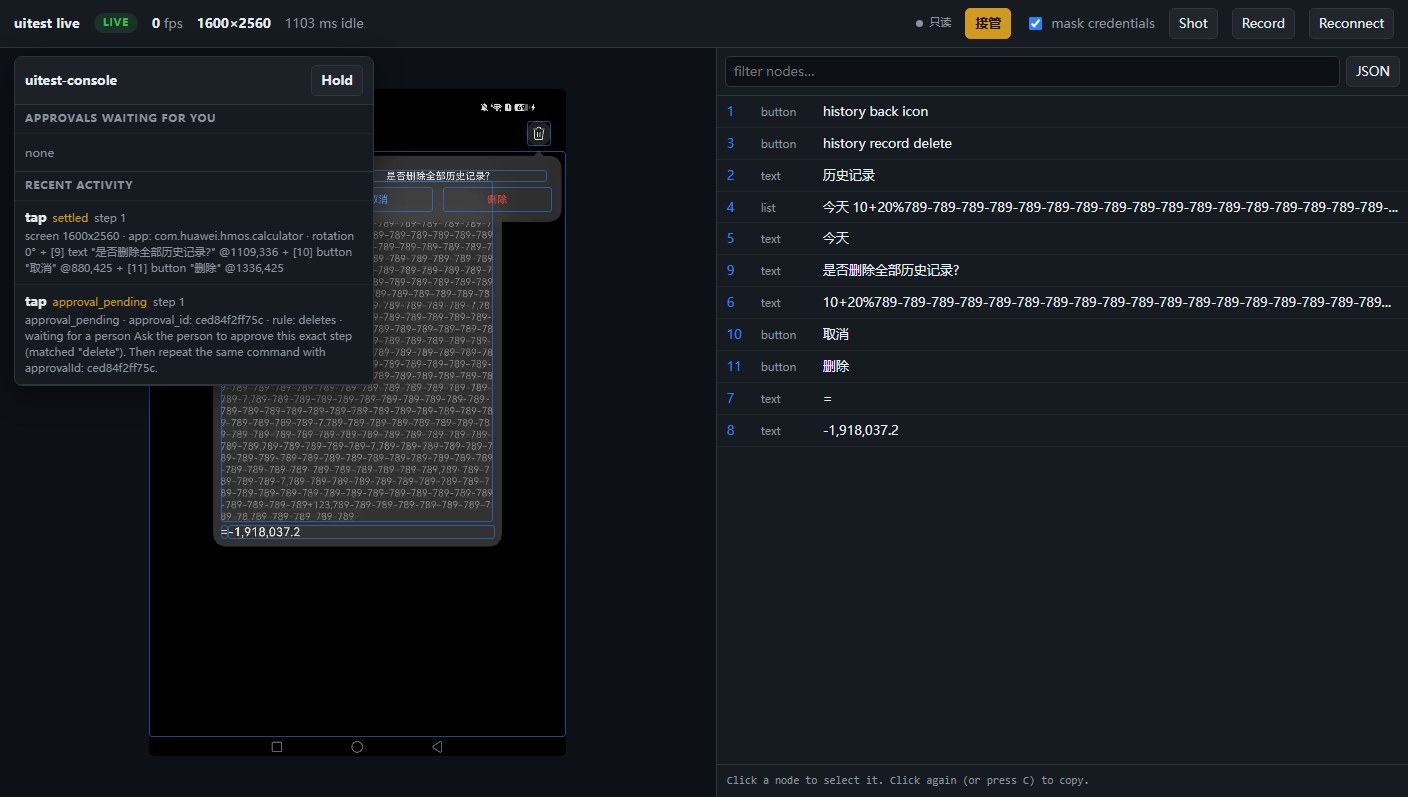 uitest live LIVE 0 fps 1600×2560 1103 ms idle 只读 接管 mask credentials Shot Record Reconnect
uitest-console Hold
APPROVALS WAITING FOR YOU
none
RECENT ACTIVITY
tap settled step 1
screen 1600x2560 · app: com.huawei.hmos.calculator · rotation
0° + [9] text "是否删除全部历史记录?" @1109,336 + [10] button
"取消" @880,425 + [11] button "删除" @1336,425
tap approval_pending step 1
approval_pending · approval_id: ced84f2ff75c · rule: deletes ·
waiting for a person Ask the person to approve this exact step
(matched "delete"). Then repeat the same command with
approvalId: ced84f2ff75c.
是否删除全部历史记录?
删除
=-1,918,037.2
filter nodes... JSON
1 button history back icon
3 button history record delete
2 text 历史记录
4 list 今天 10+20%789-789-789-789-789-789-789-789-789-789-789-789-789-789-789-789-789-789-...
5 text 今天
9 text 是否删除全部历史记录?
6 text 10+20%789-789-789-789-789-789-789-789-789-789-789-789-789-789-789-789-789-789...
10 button 取消
11 button 删除
7 text =
8 text -1,918,037.2
Click a node to select it. Click again (or press C) to copy.